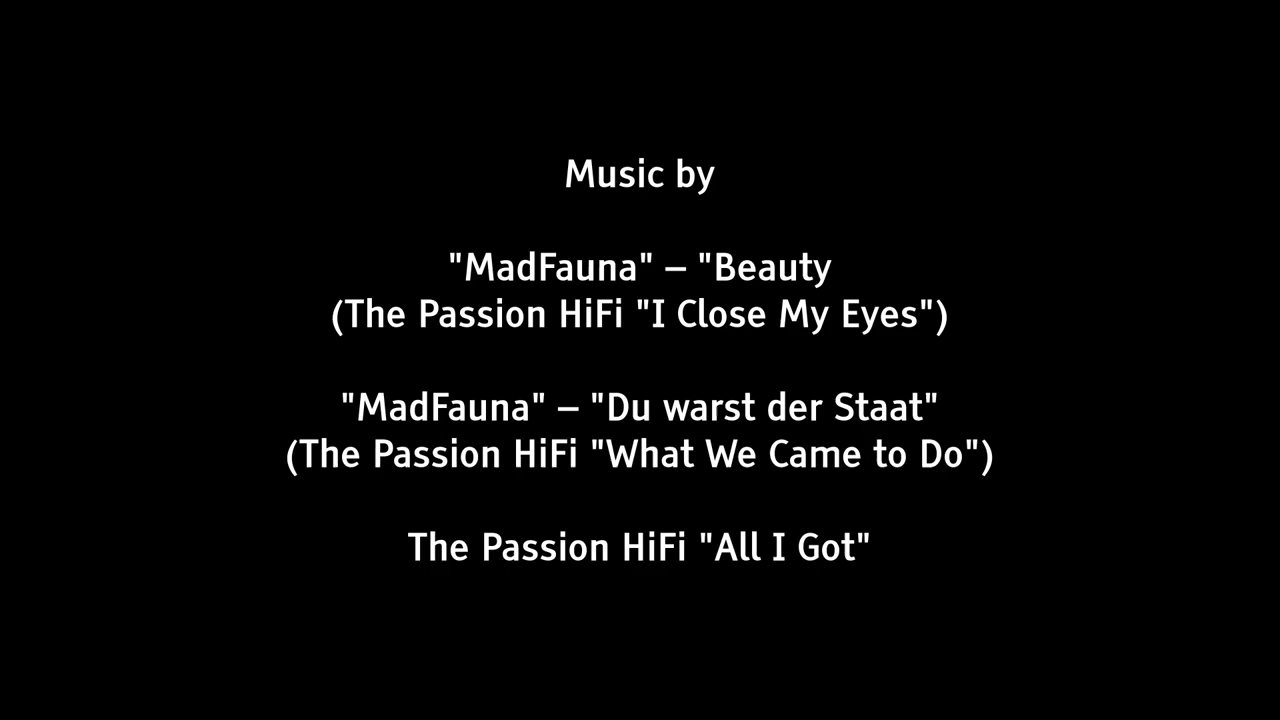 Music by
"MadFauna" – "Beauty
(The Passion HiFi "I Close My Eyes")
"MadFauna" – "Du warst der Staat"
(The Passion HiFi "What We Came to Do")
The Passion HiFi "All I Got"